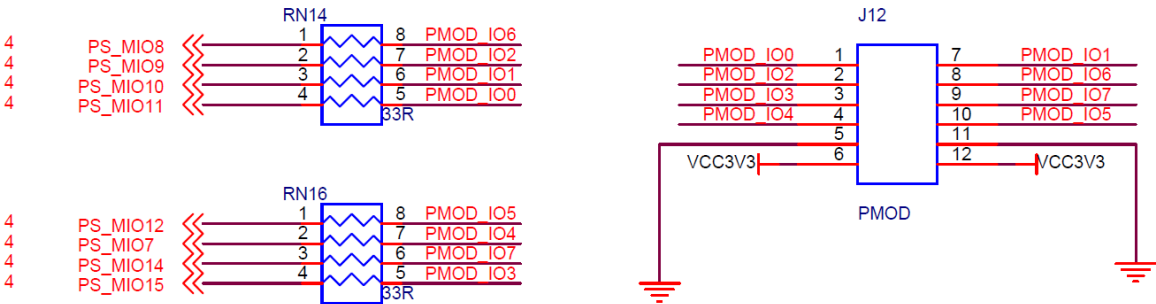 RN14
4 PS_MIO8 1 8 PMOD_IO6
4 PS_MIO9 2 7 PMOD_IO2
4 PS_MIO10 3 6 PMOD_IO1
4 PS_MIO11 4 5 PMOD_IO0
33R
RN16
4 PS_MIO12 1 8 PMOD_IO5
4 PS_MIO7 2 7 PMOD_IO4
4 PS_MIO14 3 6 PMOD_IO7
4 PS_MIO15 4 5 PMOD_IO3
33R
J12
PMOD_IO0 1 7 PMOD_IO1
PMOD_IO2 2 8 PMOD_IO6
PMOD_IO3 3 9 PMOD_IO7
PMOD_IO4 4 10 PMOD_IO5
5 11
VCC3V3 6 12 VCC3V3
PMOD